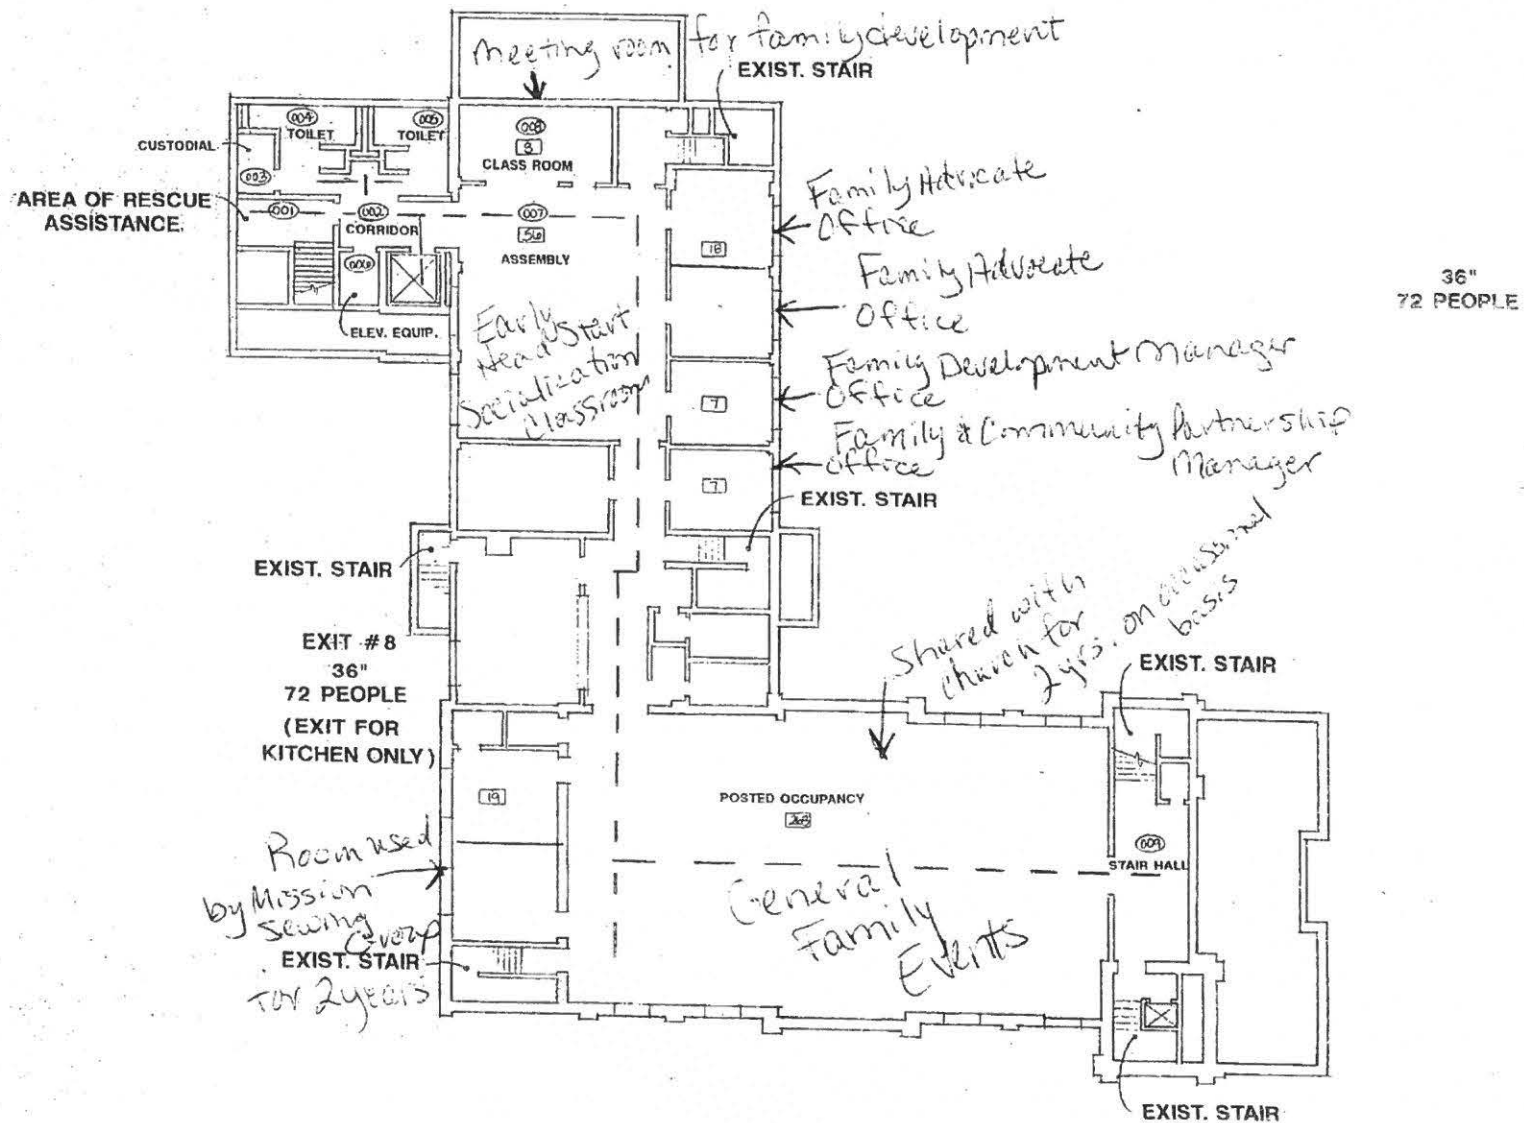 meeting room for family development
EXIST. STAIR
004
TOILET
005
TOILET
008
CLASS ROOM
CUSTODIAL
003
AREA OF RESCUE
ASSISTANCE.
001
002
CORRIDOR
007
56
ASSEMBLY
006
ELEV. EQUIP.
Family Advocate
Office
18
Family Advocate
Office
36"
72 PEOPLE
Early
Head Start
Socialization
Classroom
Family Development Manager
Office
7
Family & Community Partnership
Manager
Office
7
EXIST. STAIR
EXIST. STAIR
EXIT #8
36"
72 PEOPLE
(EXIT FOR
KITCHEN ONLY)
Shared with
church for
2 yrs. on occassional
basis
EXIST. STAIR
19
POSTED OCCUPANCY
009
STAIR HALL
Room used
by Mission
Sewing
Group
for 2 years
EXIST. STAIR
General
Family
Events
EXIST. STAIR